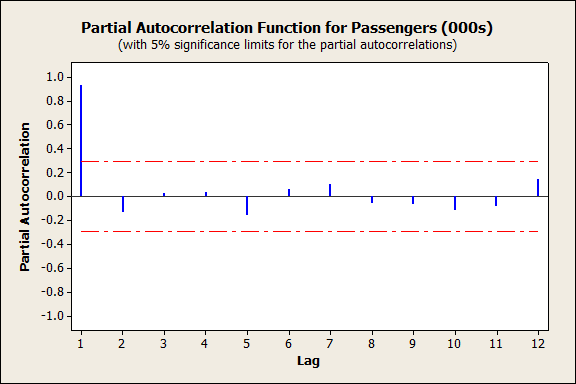 Partial Autocorrelation Function for Passengers (000s)
(with 5% significance limits for the partial autocorrelations)
Partial Autocorrelation
1.0
0.8
0.6
0.4
0.2
0.0
-0.2
-0.4
-0.6
-0.8
-1.0
1 2 3 4 5 6 7 8 9 10 11 12
Lag